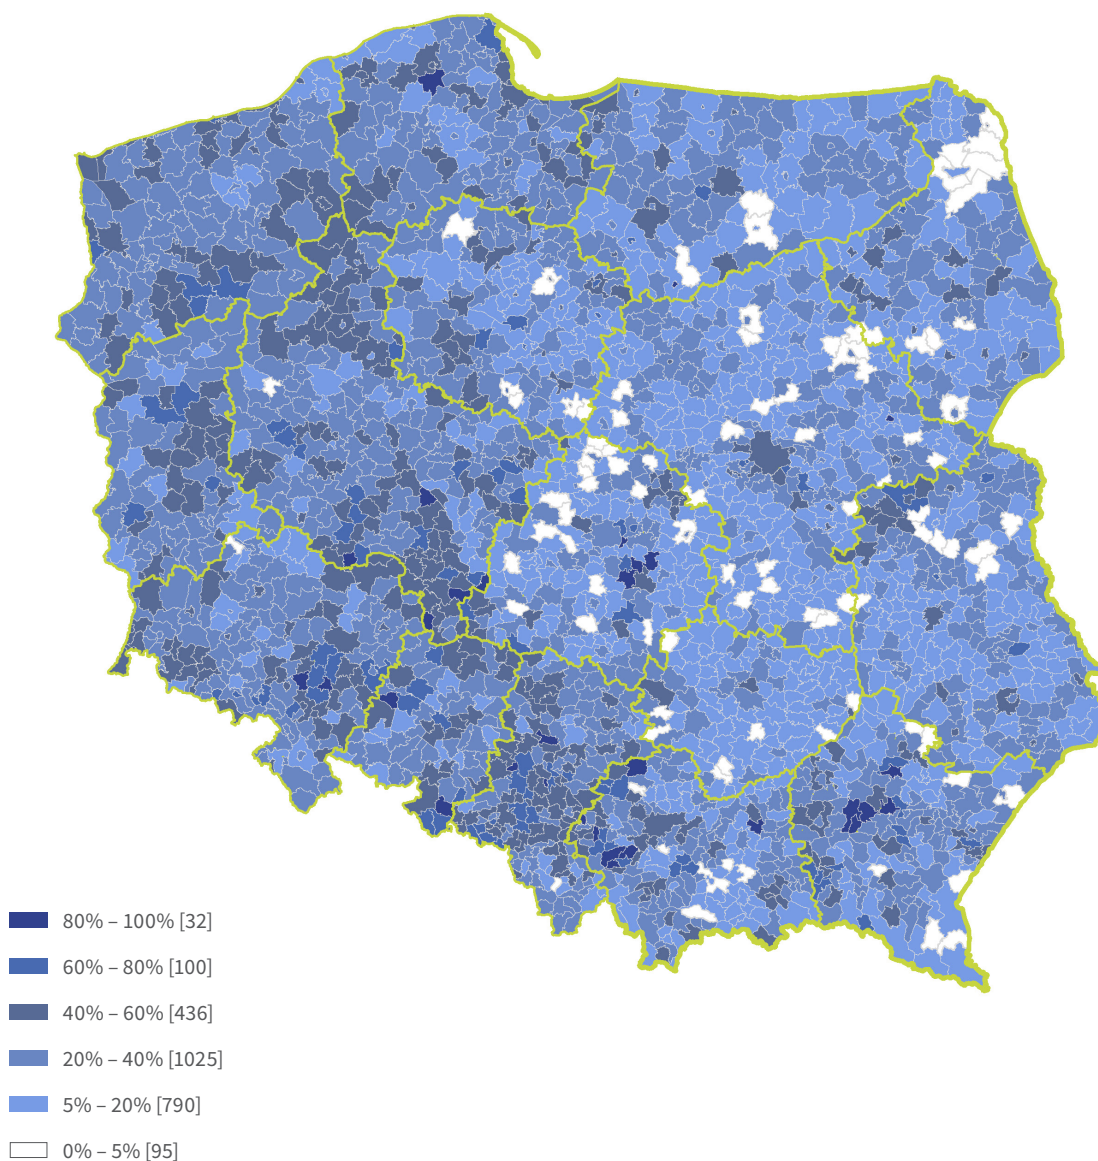 80% – 100% [32]
60% – 80% [100]
40% – 60% [436]
20% – 40% [1025]
5% – 20% [790]
0% – 5% [95]